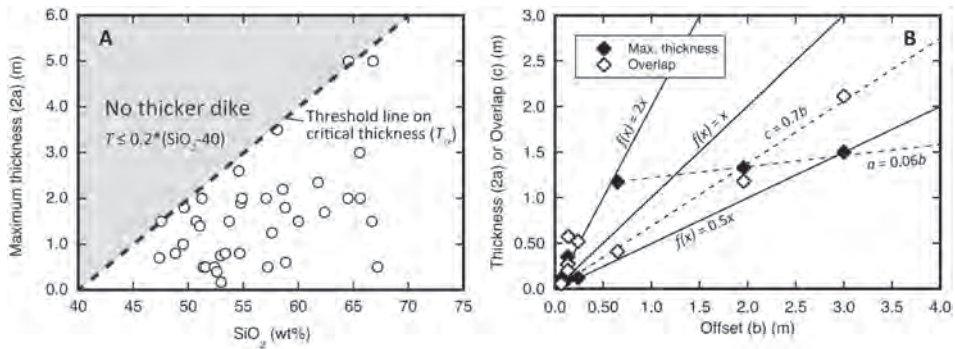 A
No thicker dike
T ≤ 0.2*(SiO2-40)
Threshold line on
critical thickness (Tc)
Maximum thickness (2a) (m)
6.0
5.0
4.0
3.0
2.0
1.0
0.0
40 45 50 55 60 65 70 75
SiO2 (wt%)
B
Max. thickness
Overlap
f(x) = 2x
f(x) = x
c = 0.7b
a = 0.06b
f(x) = 0.5x
Thickness (2a) or Overlap (c) (m)
3.0
2.5
2.0
1.5
1.0
0.50
0.0
0.0 0.50 1.0 1.5 2.0 2.5 3.0 3.5 4.0
Offset (b) (m)